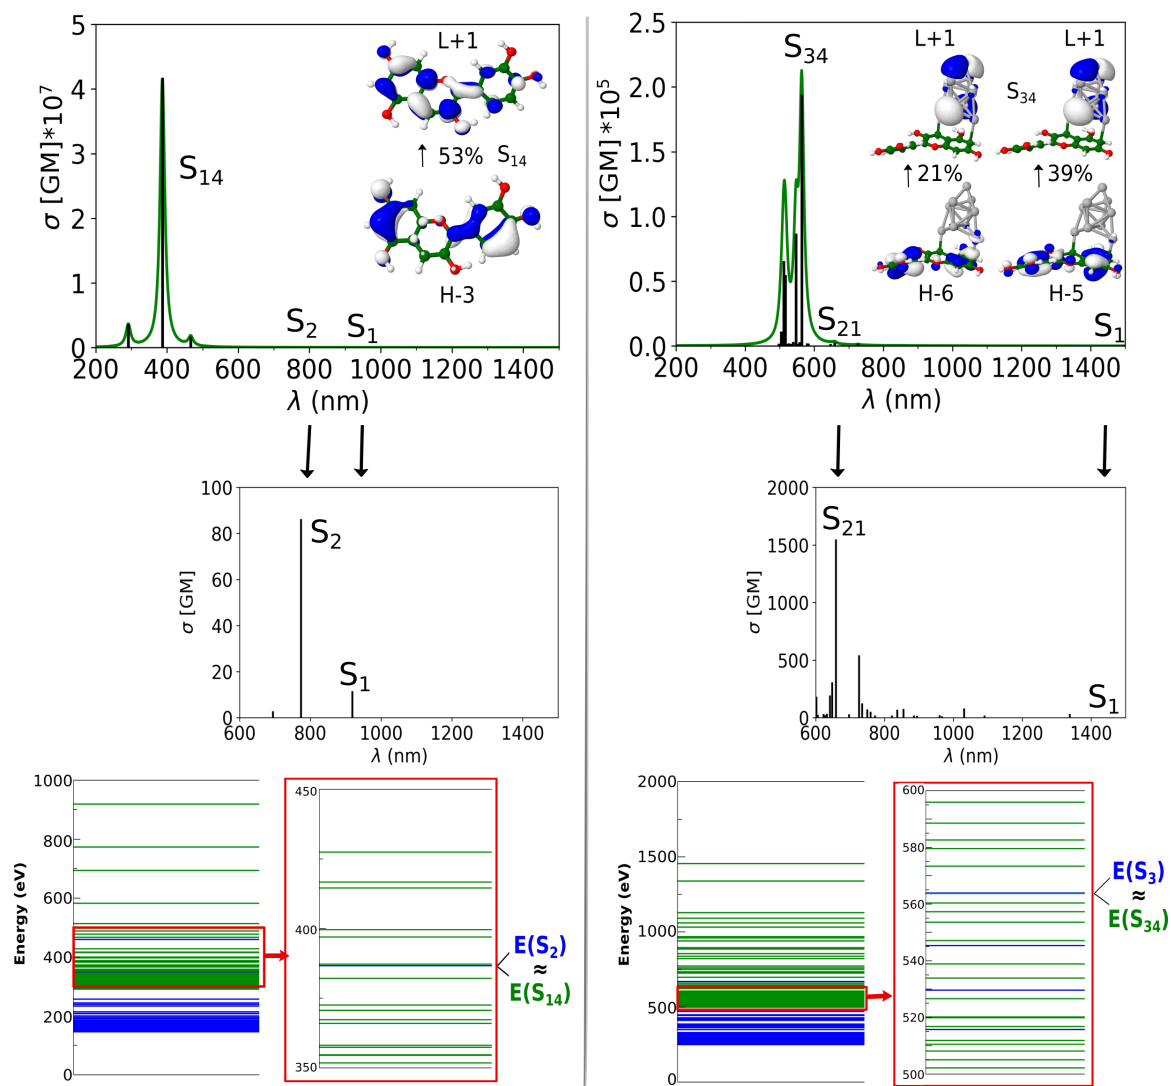 5
4
3
2
1
0
σ [GM]*10⁷
200 400 600 800 1000 1200 1400
λ (nm)
S₁₄
S₂
S₁
L+1
↑ 53%
S₁₄
H-3
2.5
2.0
1.5
1.0
0.5
0.0
σ [GM]*10⁵
200 400 600 800 1000 1200 1400
λ (nm)
S₃₄
S₂₁
S₁
L+1
L+1
S₃₄
↑21%
↑39%
H-6
H-5
100
80
60
40
20
0
σ [GM]
600 800 1000 1200 1400
λ (nm)
S₂
S₁
2000
1500
1000
500
0
σ [GM]
600 800 1000 1200 1400
λ (nm)
S₂₁
S₁
1000
800
600
400
300
200
0
Energy (eV)
450
400
350
E(S₂)
≈
E(S₁₄)
2000
1500
1000
500
0
Energy (eV)
600
580
560
540
520
500
E(S₃)
≈
E(S₃₄)